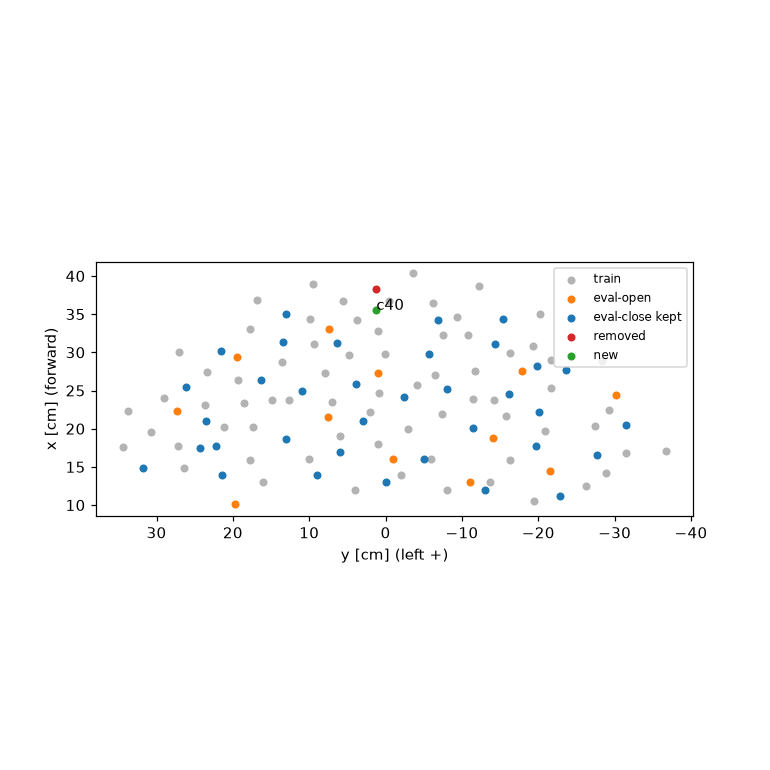 train
eval-open
eval-close kept
removed
new
c40
40
35
30
25
20
15
10
x [cm] (forward)
30 20 10 0 −10 −20 −30 −40
y [cm] (left +)